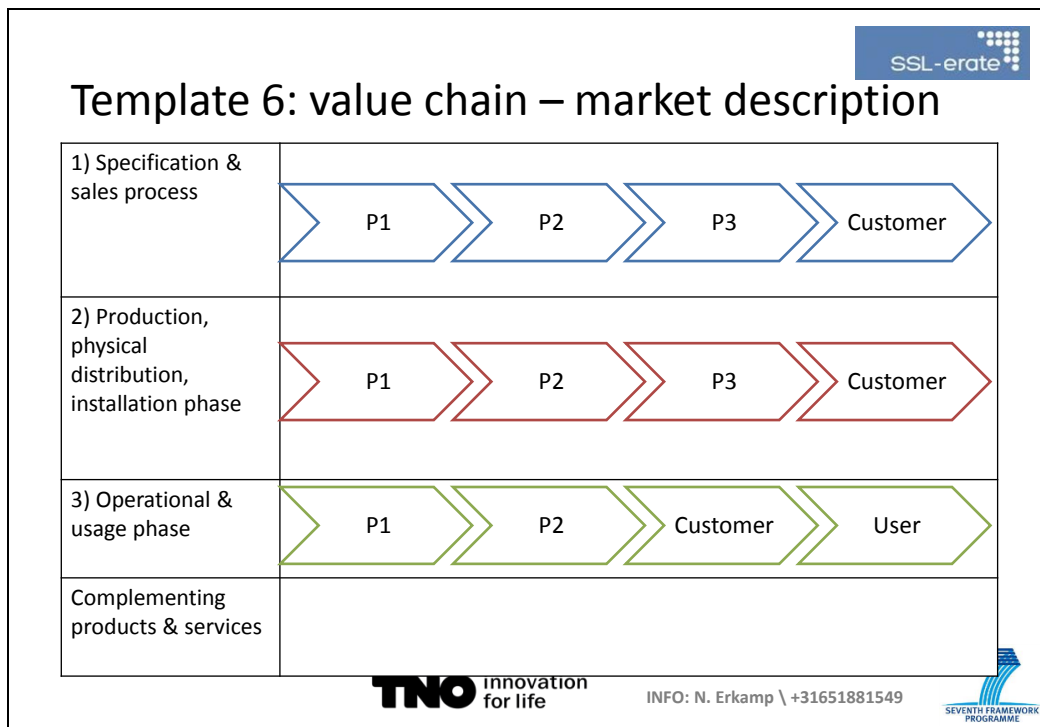 SSL-erate
Template 6: value chain – market description
1) Specification &
sales process
P1
P2
P3
Customer
2) Production,
physical
distribution,
installation phase
P1
P2
P3
Customer
3) Operational &
usage phase
P1
P2
Customer
User
Complementing
products & services
TNO innovation
for life
INFO: N. Erkamp \ +31651881549
SEVENTH FRAMEWORK
PROGRAMME